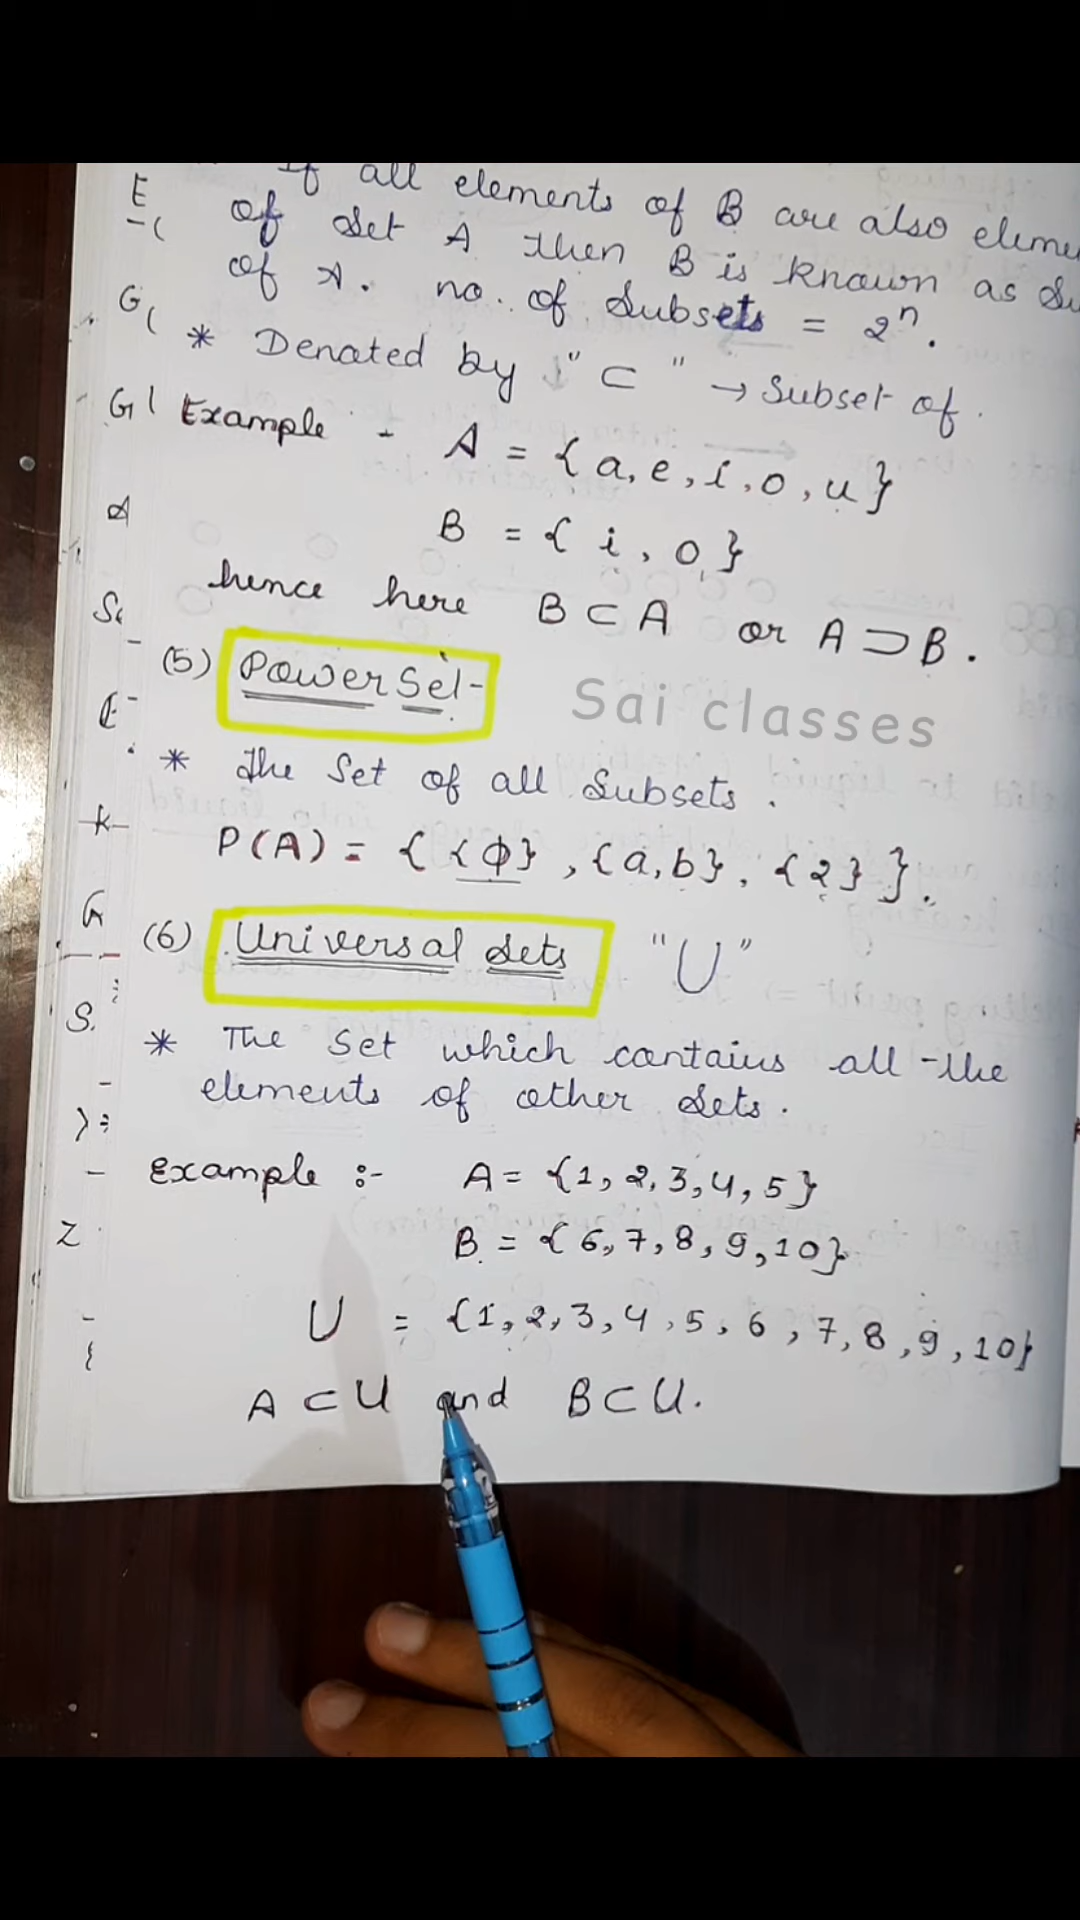 If all elements of B are also eleme
of set A then B is known as Su
of A. no. of Subsets = 2ⁿ.
* Denoted by "⊂" → Subset of.
Example - A = {a, e, i, o, u}
B = {i, o}
hence here B ⊂ A or A ⊃ B.
(5) Power Set -
Sai classes
* The Set of all Subsets.
P(A) = { {ϕ}, {a, b}, {2} }.
(6) Universal Sets "U"
* The Set which contains all the
elements of other Sets.
Example :- A = {1, 2, 3, 4, 5}
B = {6, 7, 8, 9, 10}
U = {1, 2, 3, 4, 5, 6, 7, 8, 9, 10}
A ⊂ U and B ⊂ U.